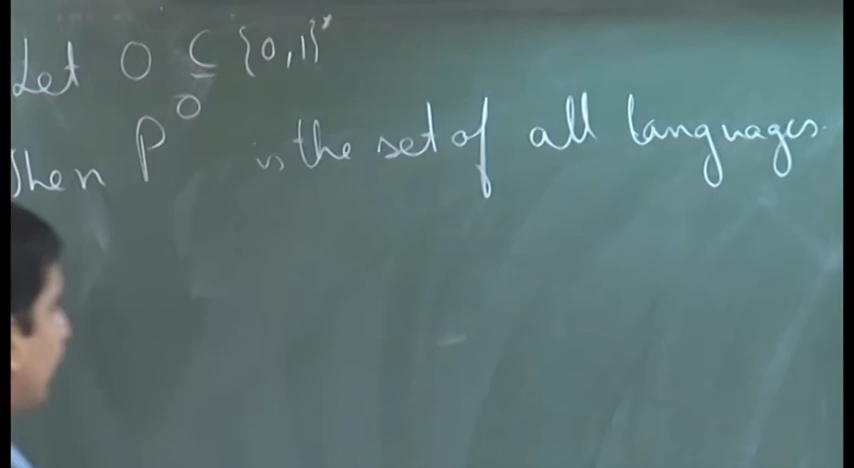 Let O ⊆ {0,1}*
Then P^O is the set of all languages.